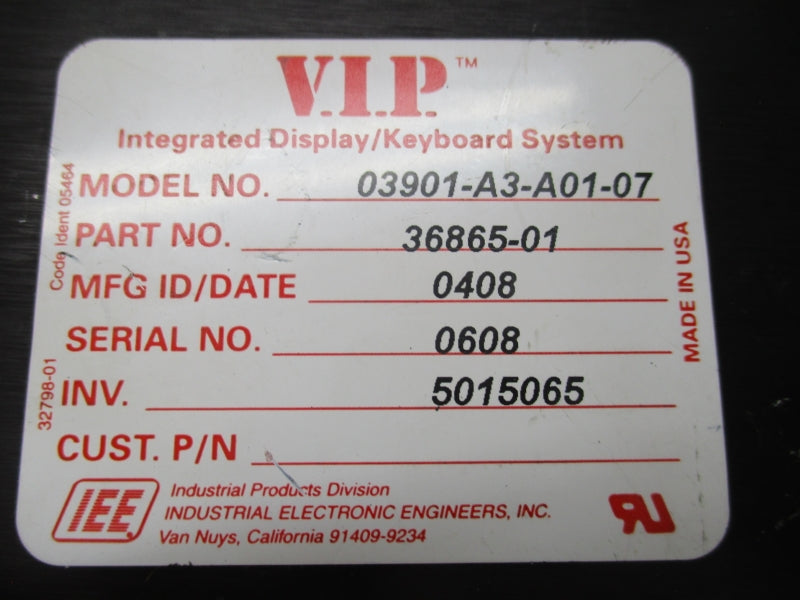 V.I.P.™
Integrated Display/Keyboard System
MODEL NO. 03901-A3-A01-07
PART NO. 36865-01
MFG ID/DATE 0408
SERIAL NO. 0608
INV. 5015065
CUST. P/N
IEE
Industrial Products Division
INDUSTRIAL ELECTRONIC ENGINEERS, INC.
Van Nuys, California 91409-9234
Code Ident 05464
32798-01
MADE IN USA
RU